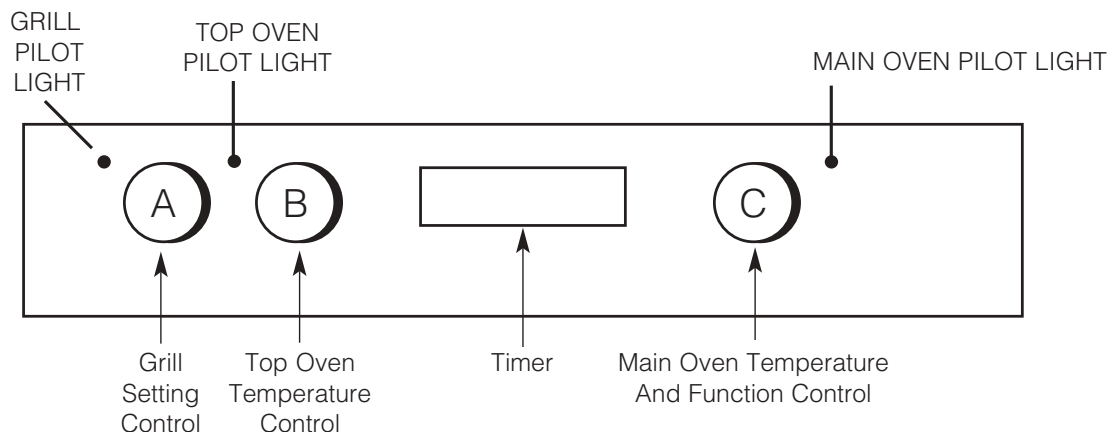 GRILL
PILOT
LIGHT
TOP OVEN
PILOT LIGHT
MAIN OVEN PILOT LIGHT
A
B
C
Grill
Setting
Control
Top Oven
Temperature
Control
Timer
Main Oven Temperature
And Function Control